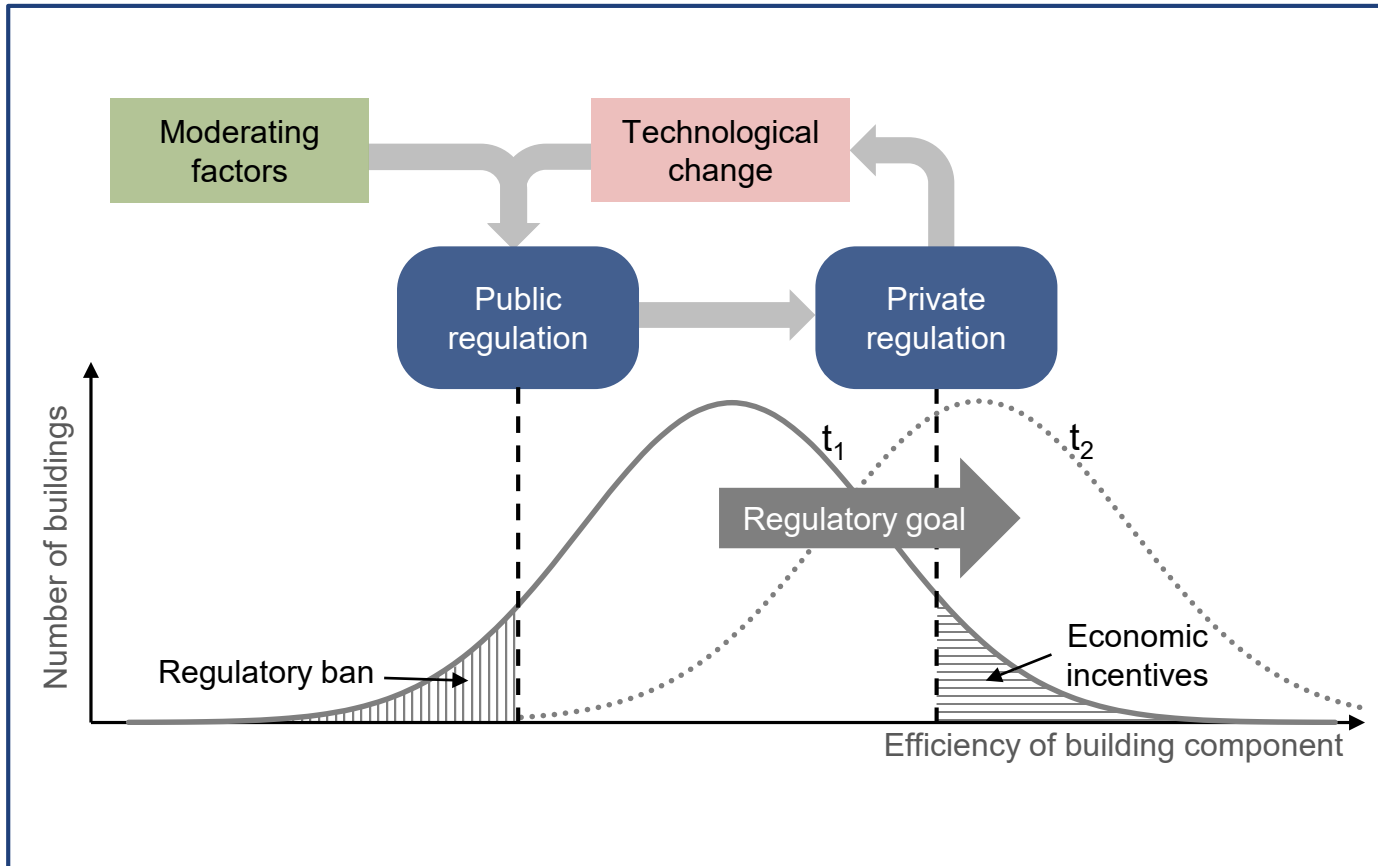 Moderating
factors
Technological
change
Public
regulation
Private
regulation
Number of buildings
t₁
t₂
Regulatory goal
Regulatory ban
Economic
incentives
Efficiency of building component